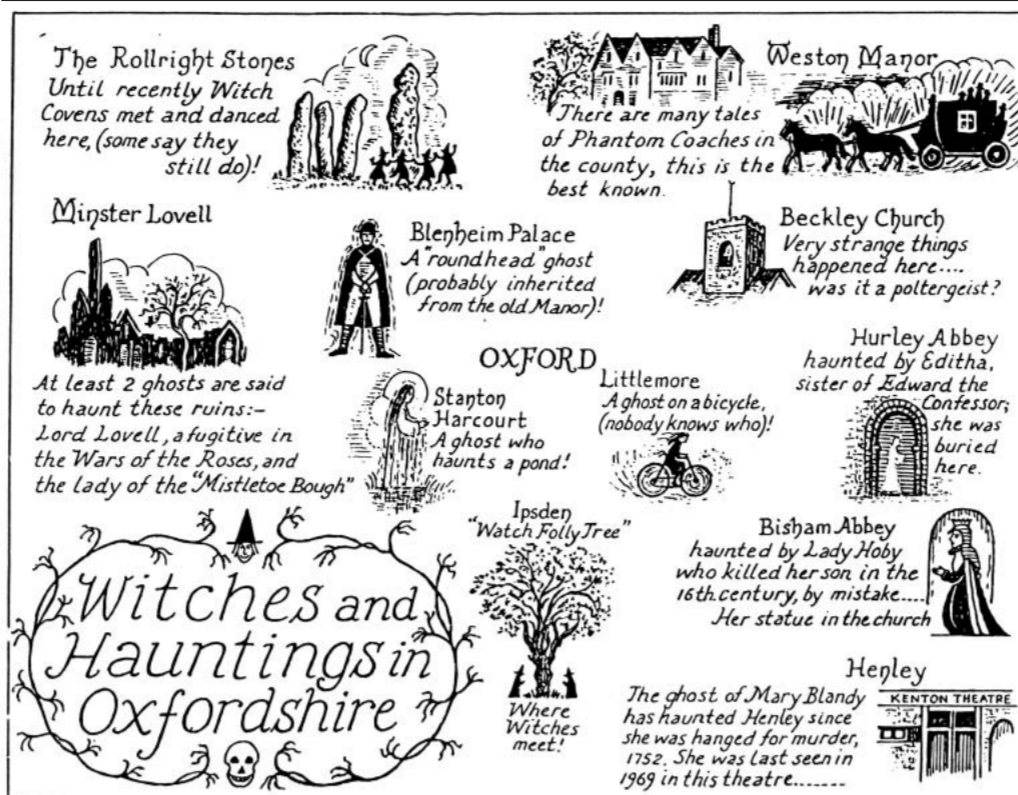 The Rollright Stones
Until recently Witch
Covens met and danced
here, (some say they
still do)!
Weston Manor
There are many tales
of Phantom Coaches in
the county, this is the
best known.
Minster Lovell
At least 2 ghosts are said
to haunt these ruins:-
Lord Lovell, a fugitive in
the Wars of the Roses, and
the lady of the "Mistletoe Bough"
Blenheim Palace
A "roundhead" ghost
(probably inherited
from the old Manor)!
Beckley Church
Very strange things
happened here....
was it a poltergeist?
OXFORD
Stanton
Harcourt
A ghost who
haunts a pond!
Littlemore
A ghost on a bicycle,
(nobody knows who)!
Hurley Abbey
haunted by Editha,
sister of Edward the
Confessor;
she was
buried
here.
Ipsden
"Watch Folly Tree"
Where
Witches
meet!
Bisham Abbey
haunted by Lady Hoby
who killed her son in the
16th.century, by mistake....
Her statue in the church
Witches and
Hauntings in
Oxfordshire
Henley
The ghost of Mary Blandy
has haunted Henley since
she was hanged for murder,
1752. She was last seen in
1969 in this theatre.......
KENTON THEATRE